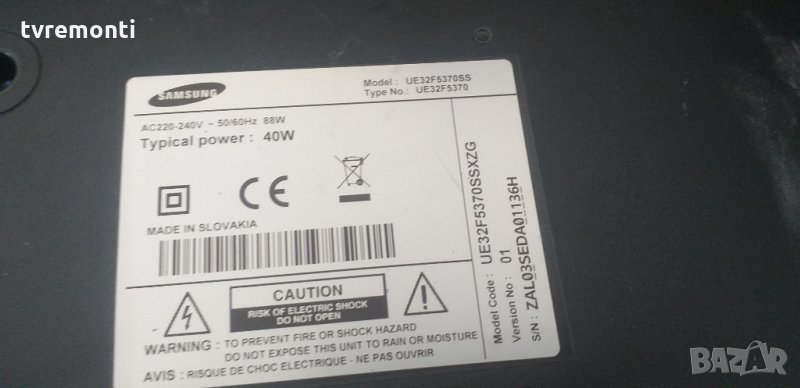 tvremonti
SAMSUNG
Model : UE32F5370SS
Type No.: UE32F5370
AC220-240V ~ 50/60Hz 88W
Typical power : 40W
MADE IN SLOVAKIA
CAUTION
RISK OF ELECTRIC SHOCK
DO NOT OPEN
WARNING : TO PREVENT FIRE OR SHOCK HAZARD
DO NOT EXPOSE THIS UNIT TO RAIN OR MOISTURE
AVIS : RISQUE DE CHOC ELECTRIQUE - NE PAS OUVRIR
Model Code : UE32F5370SSXZG
Version No : 01
S/N : ZAL03SEDA01136H
BAZAR